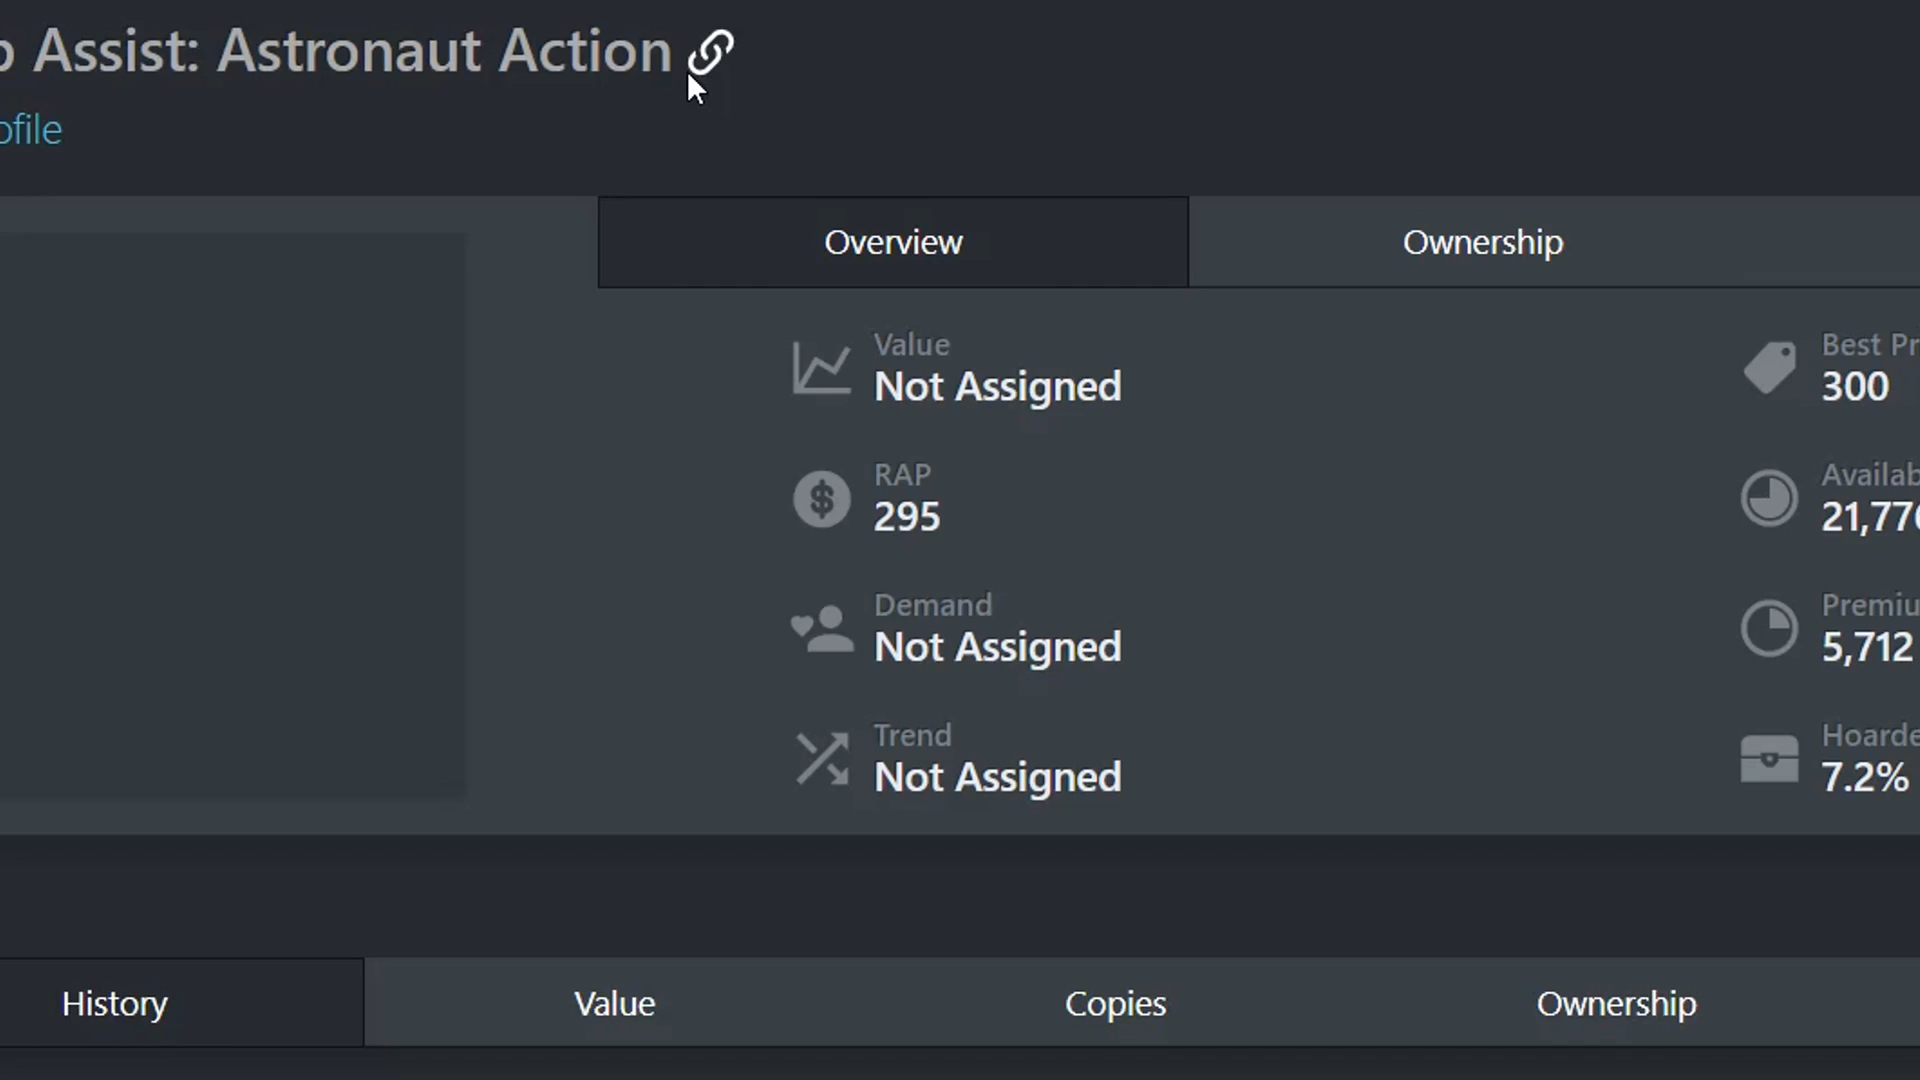 Assist: Astronaut Action
Overview
Ownership
Value
Not Assigned
RAP
295
Demand
Not Assigned
Trend
Not Assigned
Best
300
5,712
7.2%
History
Value
Copies
Ownership